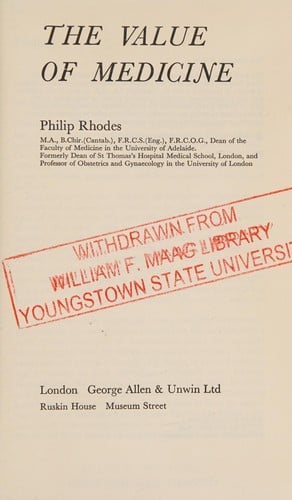 THE VALUE
OF MEDICINE
Philip Rhodes
M.A., B.Chir.(Cantab.), F.R.C.S.(Eng.), F.R.C.O.G., Dean of the
Faculty of Medicine in the University of Adelaide.
Formerly Dean of St Thomas's Hospital Medical School, London, and
Professor of Obstetrics and Gynaecology in the University of London
WITHDRAWN FROM
WILLIAM F. MAAG LIBRARY
YOUNGSTOWN STATE UNIVERSI
London George Allen & Unwin Ltd
Ruskin House Museum Street